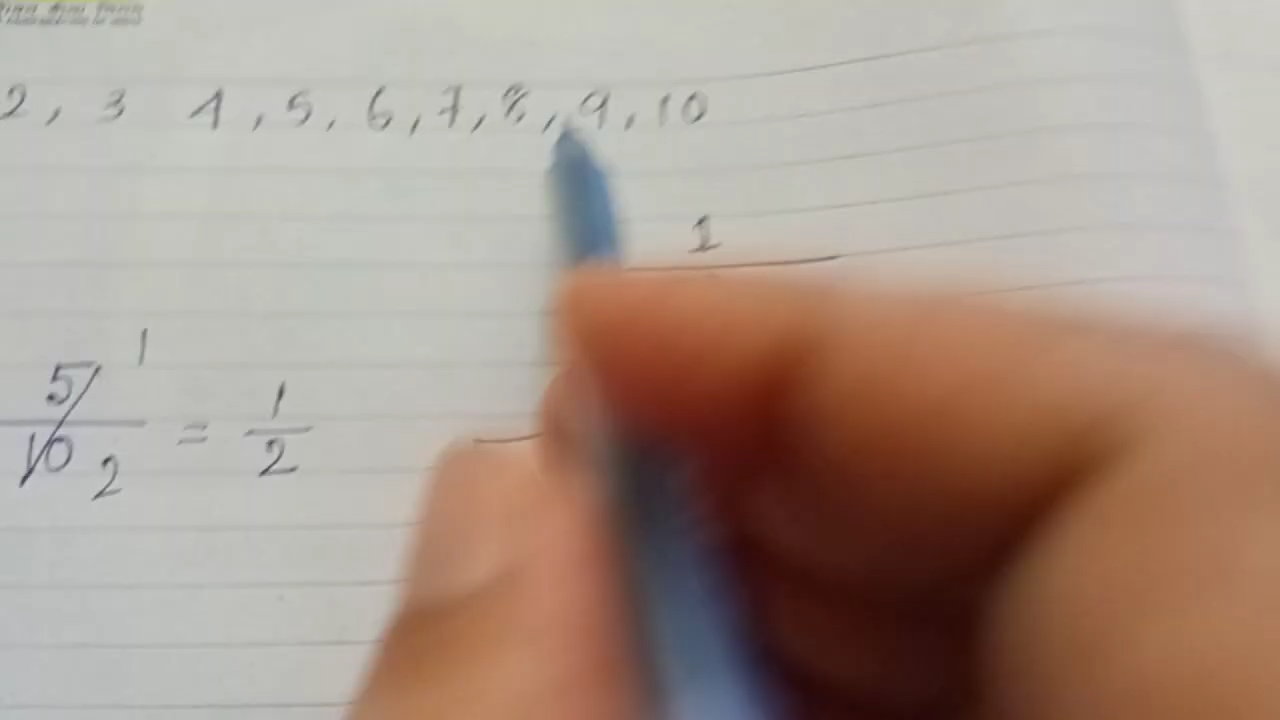 2, 3 4, 5, 6, 7, 8, 9, 10
1
5/10 1 2 = 1/2